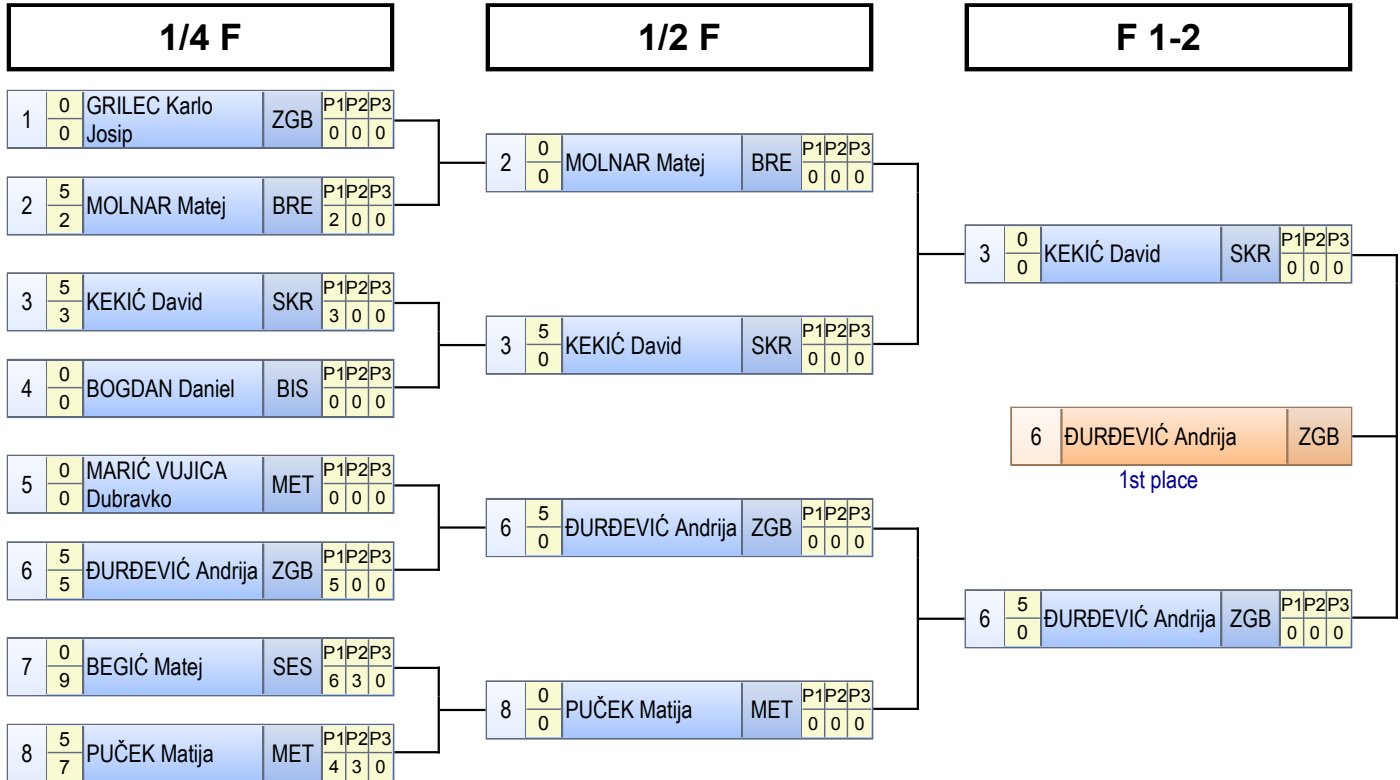 1/4 F
1/2 F
F 1-2
1 0 GRILEC Karlo ZGB P1 P2 P3
0 Josip 0 0 0
2 5 MOLNAR Matej BRE P1 P2 P3
2 2 0 0
3 5 KEKIĆ David SKR P1 P2 P3
3 3 0 0
4 0 BOGDAN Daniel BIS P1 P2 P3
0 0 0 0
5 0 MARIĆ VUJICA MET P1 P2 P3
0 Dubravko 0 0 0
6 5 ĐURĐEVIĆ Andrija ZGB P1 P2 P3
5 5 0 0
7 0 BEGIĆ Matej SES P1 P2 P3
9 6 3 0
8 5 PUČEK Matija MET P1 P2 P3
7 4 3 0
2 0 MOLNAR Matej BRE P1 P2 P3
0 0 0 0
3 5 KEKIĆ David SKR P1 P2 P3
0 0 0 0
6 5 ĐURĐEVIĆ Andrija ZGB P1 P2 P3
0 0 0 0
8 0 PUČEK Matija MET P1 P2 P3
0 0 0 0
3 0 KEKIĆ David SKR P1 P2 P3
0 0 0 0
6 ĐURĐEVIĆ Andrija ZGB
1st place
6 5 ĐURĐEVIĆ Andrija ZGB P1 P2 P3
0 0 0 0